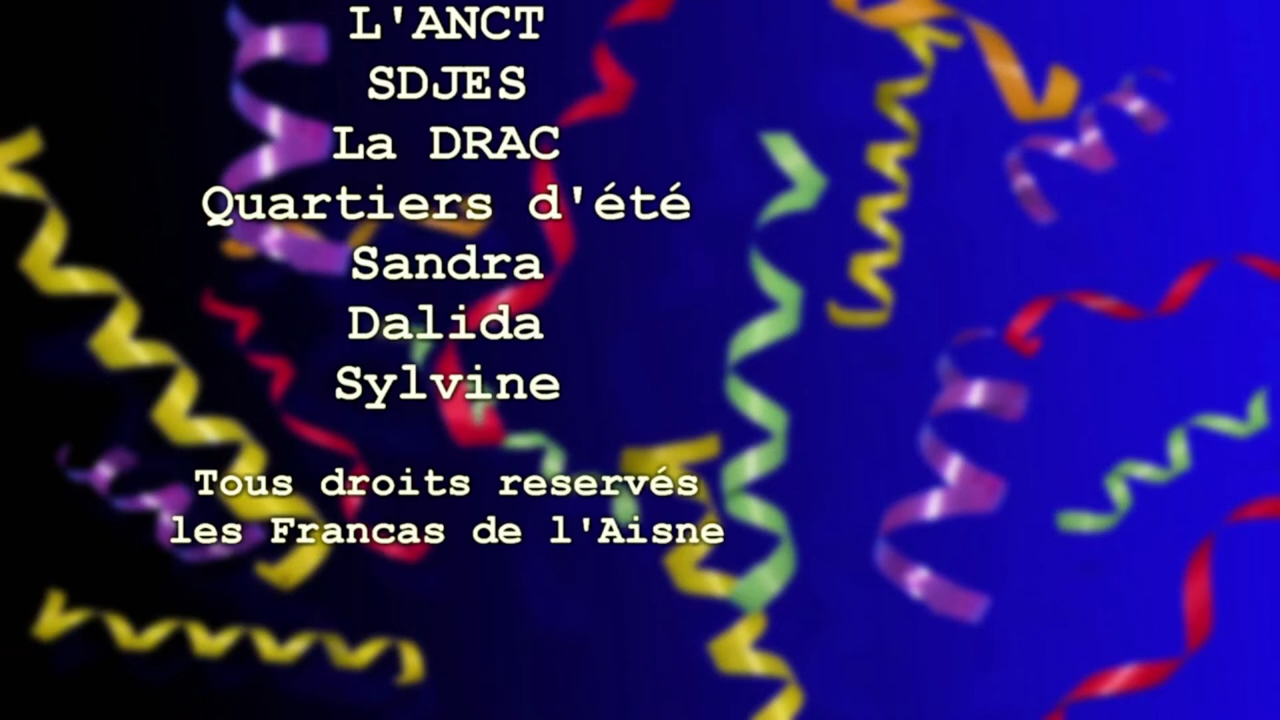 L'ANCT
SDJES
La DRAC
Quartiers d'été
Sandra
Dalida
Sylvine
Tous droits reservés
les Francas de l'Aisne